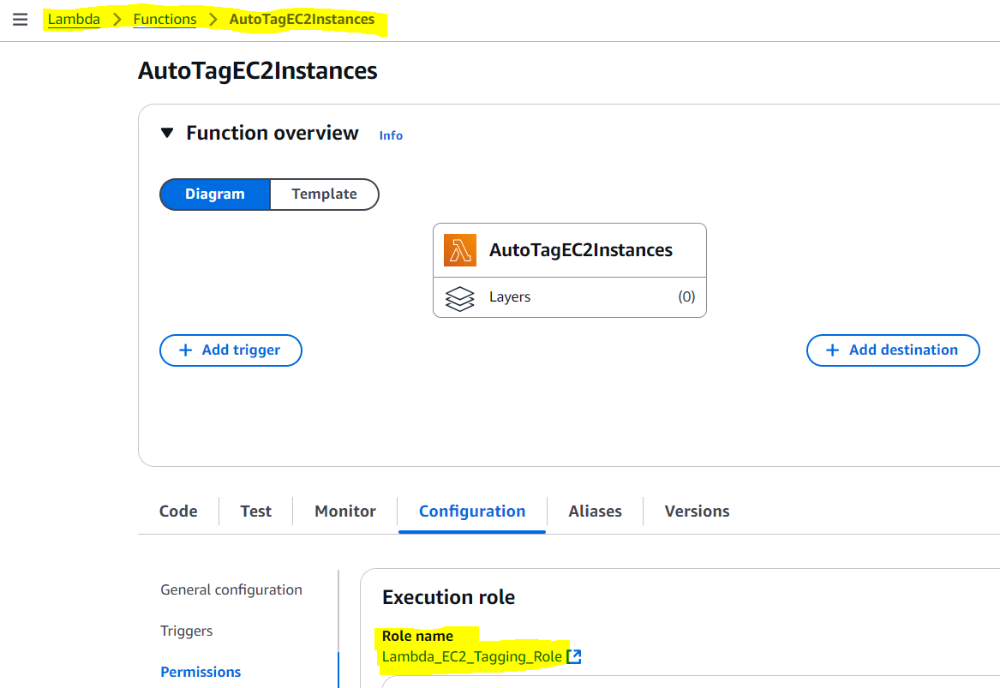 Lambda > Functions > AutoTagEC2Instances
AutoTagEC2Instances
Function overview Info
Diagram Template
AutoTagEC2Instances
Layers (0)
+ Add trigger + Add destination
Code Test Monitor Configuration Aliases Versions
General configuration
Triggers
Permissions
Execution role
Role name
Lambda_EC2_Tagging_Role